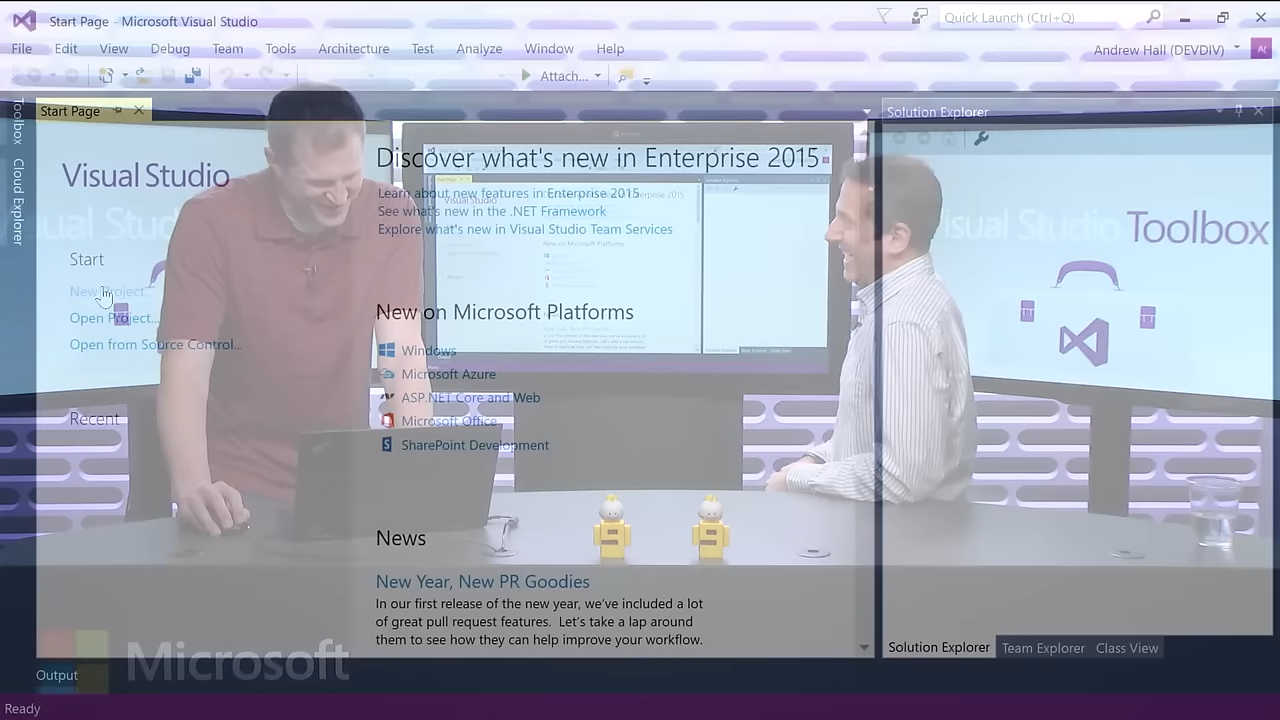 Start Page - Microsoft Visual Studio
Quick Launch (Ctrl+Q)
File Edit View Debug Team Tools Architecture Test Analyze Window Help
Andrew Hall (DEVDIV)
Attach...
Toolbox
Cloud Explorer
Start Page
Solution Explorer
Visual Studio
Start
New Project...
Open Project...
Open from Source Control...
Recent
Discover what's new in Enterprise 2015
Learn about new features in Enterprise 2015
See what's new in the .NET Framework
Explore what's new in Visual Studio Team Services
New on Microsoft Platforms
Windows
Microsoft Azure
ASP.NET Core and Web
Microsoft Office
SharePoint Development
News
New Year, New PR Goodies
In our first release of the new year, we've included a lot
of great pull request features. Let's take a lap around
them to see how they can help improve your workflow.
Visual Studio
Visual Studio Toolbox
Solution Explorer Team Explorer Class View
Output
Microsoft
Ready